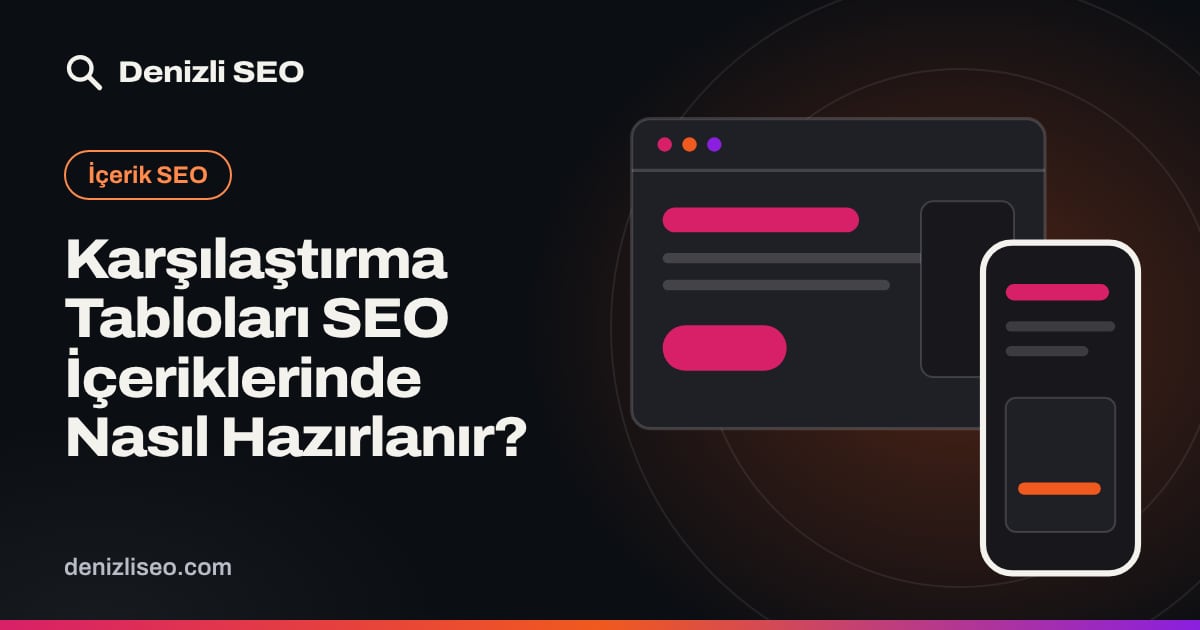 Denizli SEO
İçerik SEO
Karşılaştırma
Tabloları SEO
İçeriklerinde
Nasıl Hazırlanır?
denizliseo.com